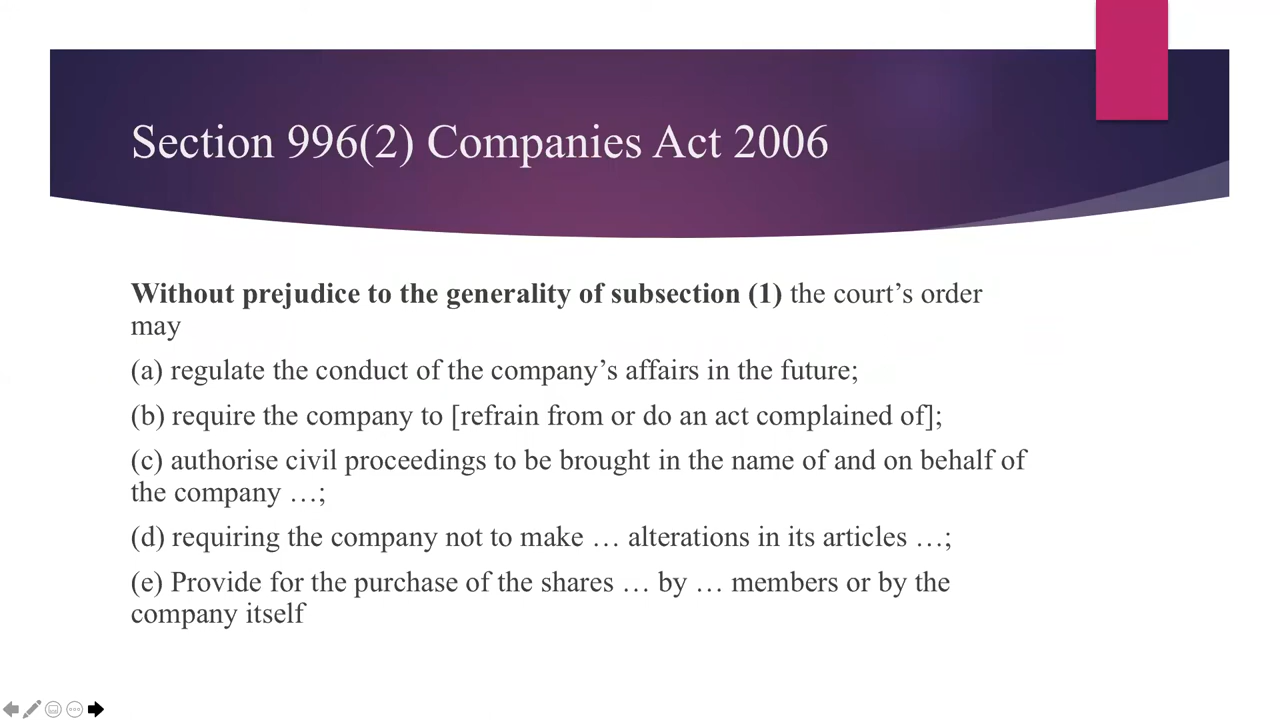 Section 996(2) Companies Act 2006
Without prejudice to the generality of subsection (1) the court’s order
may
(a) regulate the conduct of the company’s affairs in the future;
(b) require the company to [refrain from or do an act complained of];
(c) authorise civil proceedings to be brought in the name of and on behalf of
the company …;
(d) requiring the company not to make … alterations in its articles …;
(e) Provide for the purchase of the shares … by … members or by the
company itself